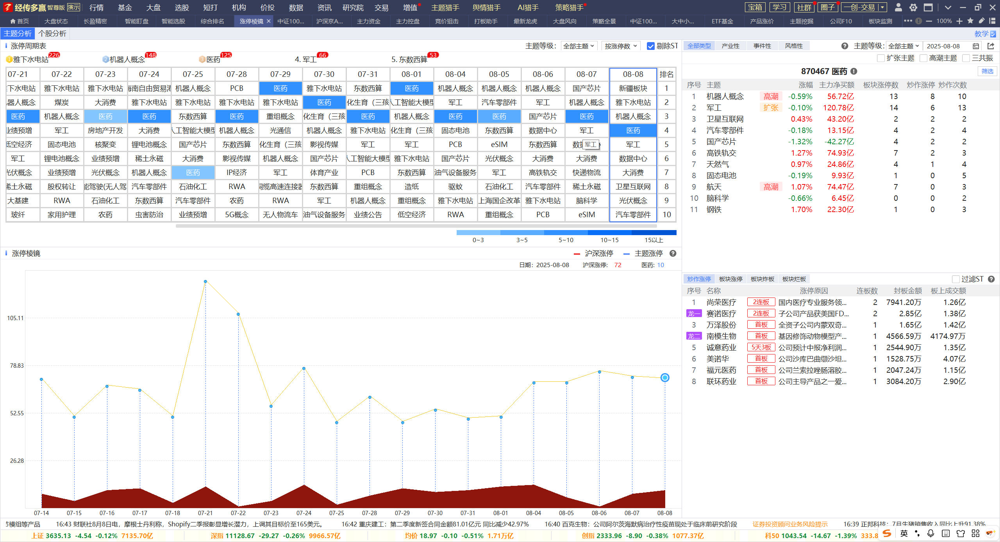 经传多赢 智尊版 演示 行情 基金 大盘 选股 短打 机构 价投 数据 资讯 研究院 交易 增值 主题猎手 舆情猎手 AI猎手 策略猎手 宝箱 学习 社群 圈子 一创-交易
首页 大盘状态 长盈精密 智能盯盘 智能选股 综合排名 涨停棱镜 中证100... 沪深京A... 主力资金 主力控盘 竞价狙击 打板助手 最新龙虎 大盘风向 策略全景 中证100... 大中小... ETF基金 产品涨价 主题挖掘 公司F10 板块监测 100%
主题分析 个股分析 教学
涨停周期表 主题等级: 全部主题 按涨停数 剔除ST
1 雅下水电站 226 2 机器人概念 148 3 医药 125 4. 军工 66 5. 东数西算 53
07-21 07-22 07-23 07-24 07-25 07-28 07-29 07-30 07-31 08-01 08-04 08-05 08-06 08-07 08-08 排名
下水电站 雅下水电站 雅下水电站 海南自由贸易港 机器人概念 PCB 医药 雅下水电站 东数西算 医药 机器人概念 机器人概念 机器人概念 国产芯片 新疆板块 1
器人概念 煤炭 大消费 雅下水电站 雅下水电站 雅下水电站 雅下水电站 医药 化生育（三孩 人工智能大模型 军工 汽车零部件 军工 机器人概念 雅下水电站 2
医药 机器人概念 医药 医药 东数西算 医药 重组概念 化生育（三孩 医药 机器人概念 医药 医药 国产芯片 医药 机器人概念 3
业绩预增 军工 房地产开发 大消费 人工智能大模型 机器人概念 光通信 机器人概念 雅下水电站 化生育（三孩 固态电池 东数西算 数据中心 军工 医药 4
低空经济 固态电池 核聚变 锂电池概念 国产芯片 东数西算 化生育（三孩 影视传媒 军工 军工 PCB eSIM 东数西算 数据 军工 军工 5
军工 锂电池概念 业绩预增 稀土永磁 大消费 影视传媒 机器人概念 国产芯片 人工智能大模型 雅下水电站 国产芯片 光伏概念 大消费 大消费 数据中心 6
光伏概念 业绩预增 光伏概念 机器人概念 医药 IP经济 军工 体育产业 PCB 东数西算 油气设备服务 军工 高铁轨交 快递物流 大消费 7
稀土永磁 股权转让 能驾驶(无人驾 汽车零部件 石油化工 RWA 铜缆高速连接器 东数西算 重组概念 造纸 驱蚊 石油化工 汽车零部件 稀土永磁 卫星互联网 8
大基建 RWA 石油化工 东数西算 汽车零部件 农药 RWA 军工 机器人概念 重组概念 雅下水电站 上海国企改革 雅下水电站 脑科学 光伏概念 9
玻纤 家用护理 农药 虫害防治 业绩预增 5G概念 无人物流车 油气设备服务 业绩公告 低空经济 RWA 重组概念 PCB eSIM 汽车零部件 10
0~3 3~5 5~10 10~15 15以上
涨停棱镜 沪深涨停 主题涨停
日期: 2025-08-08 沪深涨停: 72 医药: 10
105.11
78.83
52.55
26.28
07-14 07-15 07-16 07-17 07-18 07-21 07-22 07-23 07-24 07-25 07-28 07-29 07-30 07-31 08-01 08-04 08-05 08-06 08-07 08-08
全部类型 产业性 事件性 风格性 主题等级: 全部主题 2025-08-08
扩张主题 高潮主题 三共振
870467 医药 筛选
序号 主题 涨幅 主力净买额 板块涨停数 炒作涨停 炒作次数
1 机器人概念 高潮 -0.59% 56.72亿 13 8 10
2 军工 扩张 -0.10% 120.78亿 14 6 13
3 卫星互联网 0.43% 43.20亿 2 2 2
4 汽车零部件 -0.18% 13.15亿 4 2 4
5 国产芯片 -1.32% -42.27亿 4 2 2
6 高铁轨交 1.27% 74.93亿 7 2 3
7 天然气 0.97% 24.86亿 4 1 4
8 固态电池 -0.19% 9.93亿 1 0 5
9 航天 高潮 1.07% 74.47亿 7 0 3
10 脑科学 -0.66% 6.45亿 0 0 2
11 钢铁 1.70% 22.30亿 1 0 3
炒作涨停 板块涨停 板块炸板 板块烂板 过滤ST
序号 名称 涨停原因 连板数 封板金额 板上成交额
1 尚荣医疗 2连板 国内医疗专业服务领... 2 7941.20万 1.26亿
龙一 赛诺医疗 2连板 子公司产品获美国FD... 2 2.85亿 1.38亿
3 万泽股份 首板 全资子公司内蒙双奇... 1 1.65亿 1.42亿
龙二 南模生物 首板 基因修饰动物模型产... 1 4566.59万 4174.97万
5 诚意药业 5天3板 公司预计中报净利润... 1 2544.90万 1.35亿
6 美诺华 首板 公司沙库巴曲缬沙坦... 1 1528.75万 4.07亿
7 福元医药 首板 公司兰索拉唑肠溶胶... 1 2047.24万 1.15亿
8 联环药业 首板 公司主导产品之一爱... 1 3084.20万 2.90亿
节模组等产品 16:43 财联社8月8日电，摩根士丹利称，Shopify二季报彰显增长潜力，上调其目标价至165美元。 16:42 重庆建工：第二季度新签合同金额81.01亿元 同比减少42.97% 16:40 百克生物：公司阿尔茨海默病治疗性疫苗现处于临床前研究阶段 证券投资顾问业务风险提示 16:39 正邦科技：7月生猪销售收入同比上升91.38%
上证 3635.13 -4.54 -0.12% 7135.70亿 深指 11128.67 -29.27 -0.26% 9966.57亿 均价 18.97 -0.10 -0.51% 1.71万亿 创指 2333.96 -8.90 -0.38% 1077.37亿 科50 1043.54 -14.67 -1.39% 333.8 英